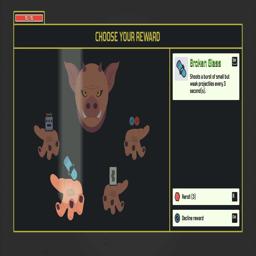 CHOOSE YOUR REWARD
Broken Glass
Shoots a burst of small but
weak projectiles every 3
second(s).
Reroll (3)
Decline reward